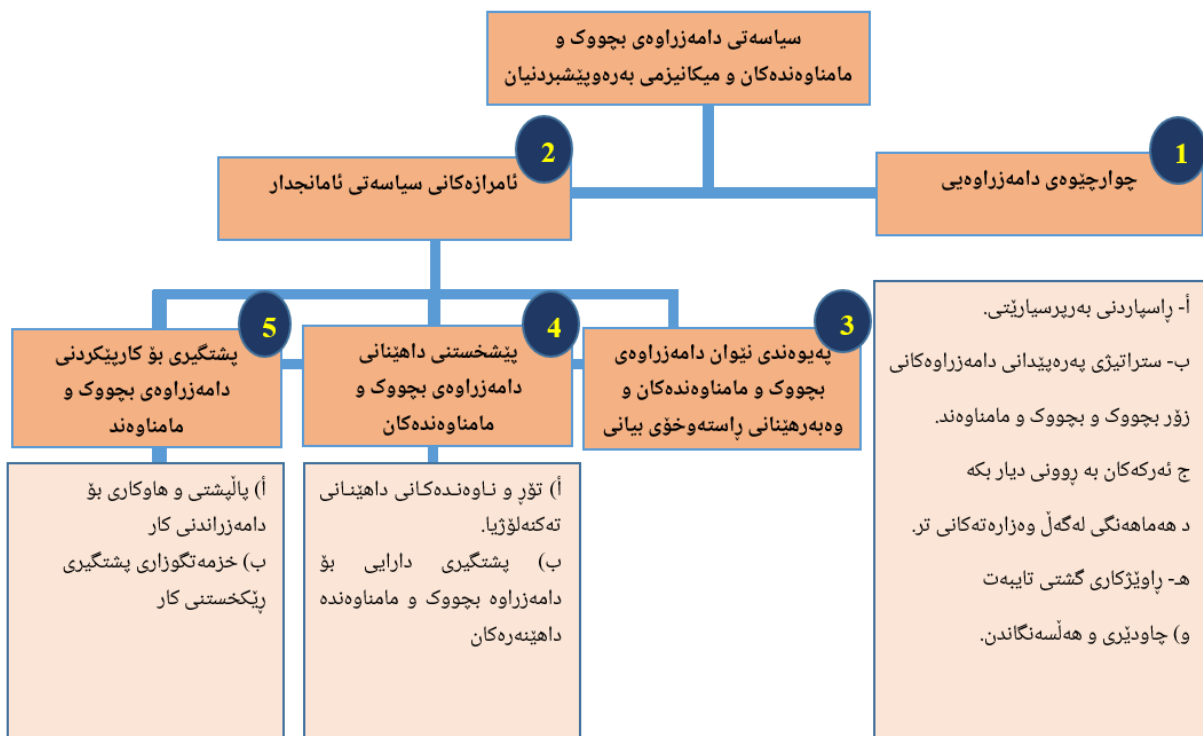 سیاسەتی دامەزراوەی بچووک و
مامناوەندەکان و میکانیزمی بەرەوپێشبردنیان
1
چوارچێوەی دامەزراوەیی
2
ئامرازەکانی سیاسەتی ئامانجدار
أ- ڕاسپاردنی بەرپرسیارێتی.
ب- ستراتیژی پەرەپێدانی دامەزراوەکانی
زۆر بچووک و بچووک و مامناوەند.
ج ئەرکەکان بە ڕوونی دیار بکە
د هەماهەنگی لەگەڵ وەزارەتەکانی تر.
هـ- ڕاوێژکاری گشتی تایبەت
و) چاودێری و هەڵسەنگاندن.
3
پەیوەندی نێوان دامەزراوەی
بچووک و مامناوەندەکان و
وەبەرهێنانی ڕاستەوخۆی بیانی
4
پێشخستنی داهێنانی
دامەزراوەی بچووک و
مامناوەندەکان
أ) تۆڕ و ناوەندەکانی داهێنانی
تەکنەلۆژیا.
ب) پشتگیری دارایی بۆ
دامەزراوە بچووک و مامناوەندە
داهێنەرەکان
5
پشتگیری بۆ کارپێکردنی
دامەزراوەی بچووک و
مامناوەند
أ) پاڵپشتی و هاوکاری بۆ
دامەزراندنی کار
ب) خزمەتگوزاری پشتگیری
ڕێکخستنی کار